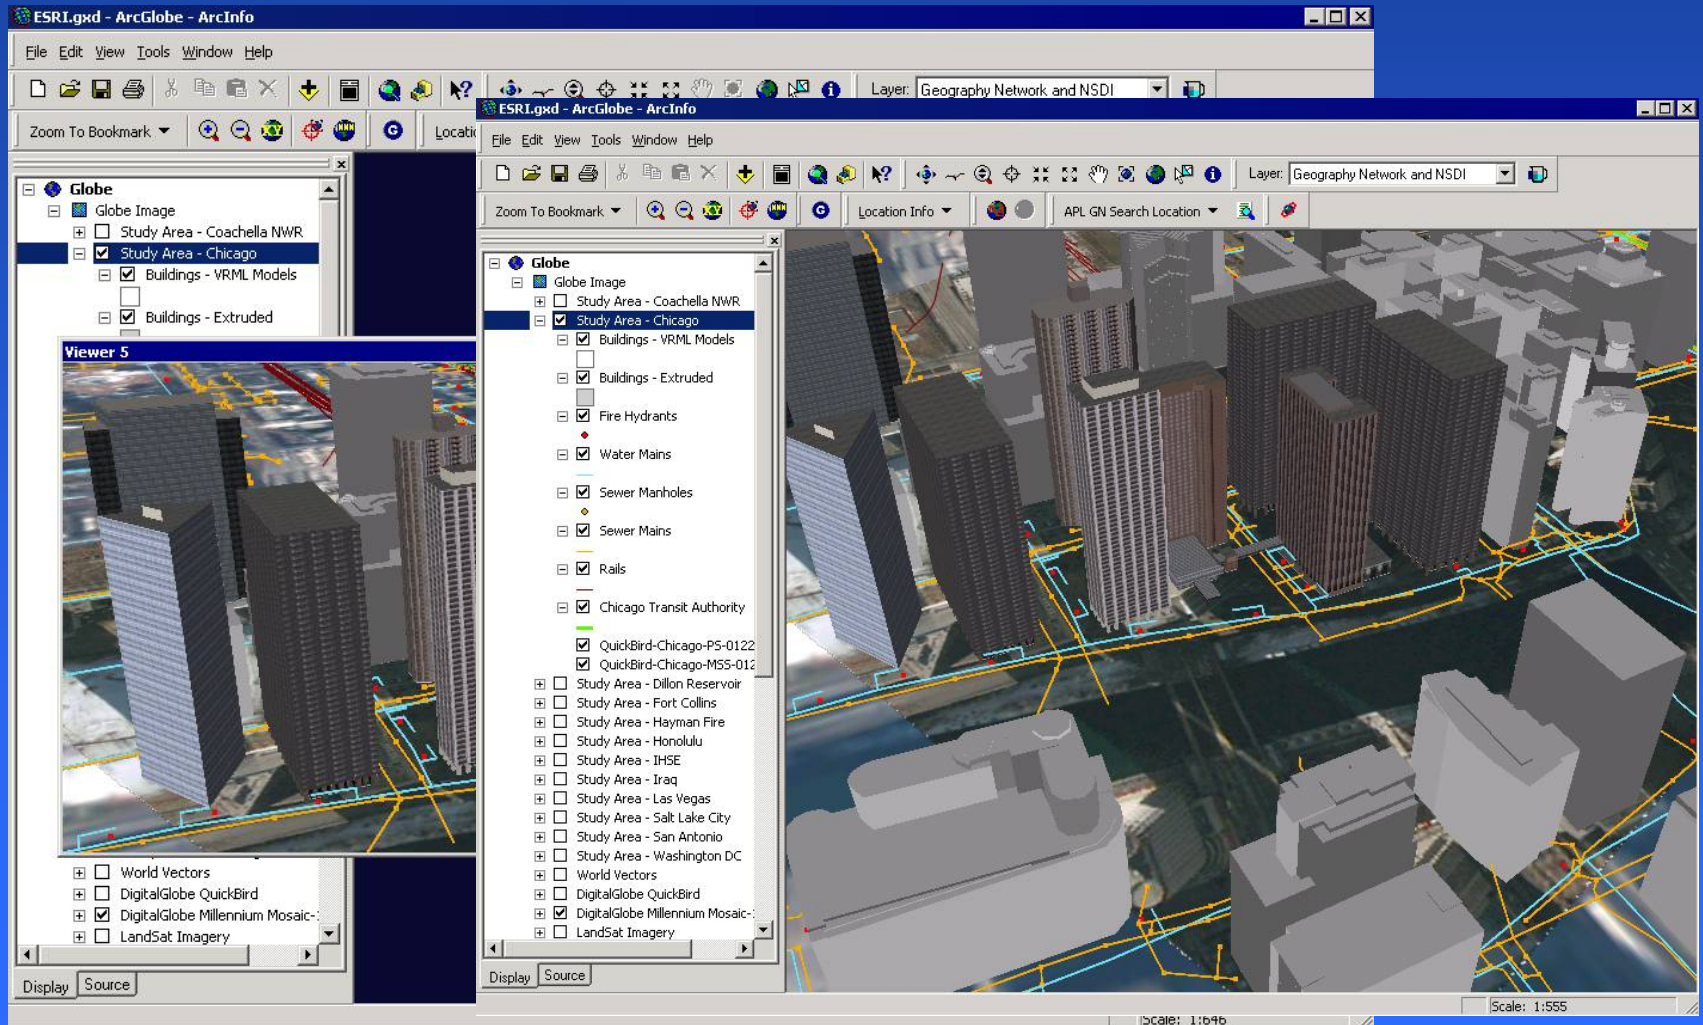 ESRI.gxd - ArcGlobe - ArcInfo
File Edit View Tools Window Help
Layer: Geography Network and NSDI
Zoom To Bookmark
Globe
Globe Image
Study Area - Coachella NWR
Study Area - Chicago
Buildings - VRML Models
Buildings - Extruded
Viewer 5
World Vectors
DigitalGlobe QuickBird
DigitalGlobe Millennium Mosaic-
LandSat Imagery
Display Source
Scale: 1:646
ESRI.gxd - ArcGlobe - ArcInfo
File Edit View Tools Window Help
Layer: Geography Network and NSDI
Zoom To Bookmark G Location Info APL GN Search Location
Globe
Globe Image
Study Area - Coachella NWR
Study Area - Chicago
Buildings - VRML Models
Buildings - Extruded
Fire Hydrants
Water Mains
Sewer Manholes
Sewer Mains
Rails
Chicago Transit Authority
QuickBird-Chicago-PS-0122
QuickBird-Chicago-MSS-012
Study Area - Dillon Reservoir
Study Area - Fort Collins
Study Area - Hayman Fire
Study Area - Honolulu
Study Area - IHSE
Study Area - Iraq
Study Area - Las Vegas
Study Area - Salt Lake City
Study Area - San Antonio
Study Area - Washington DC
World Vectors
DigitalGlobe QuickBird
DigitalGlobe Millennium Mosaic-
LandSat Imagery
Display Source
Scale: 1:555